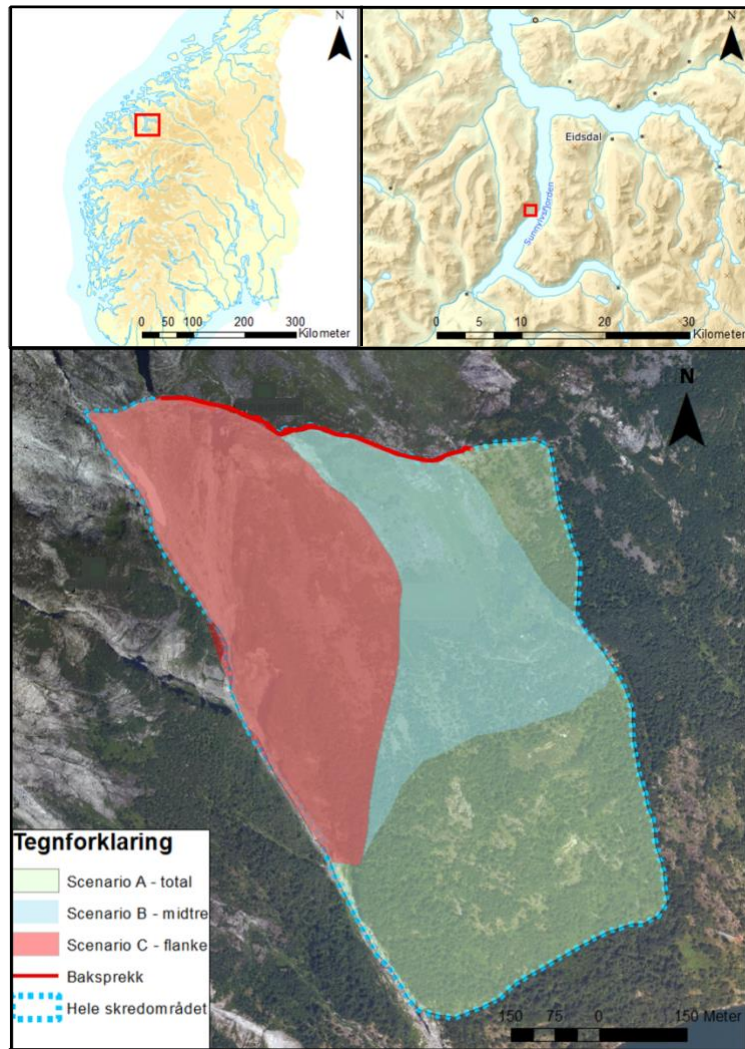 N
0 50 100 200 300
Kilometer
N
Eidsdal
Sunnylvsfjorden
0 5 10 20 30
Kilometer
N
Tegnforklaring
Scenario A - total
Scenario B - midtre
Scenario C - flanke
Baksprekk
Hele skredområdet
150 75 0 150 Meter